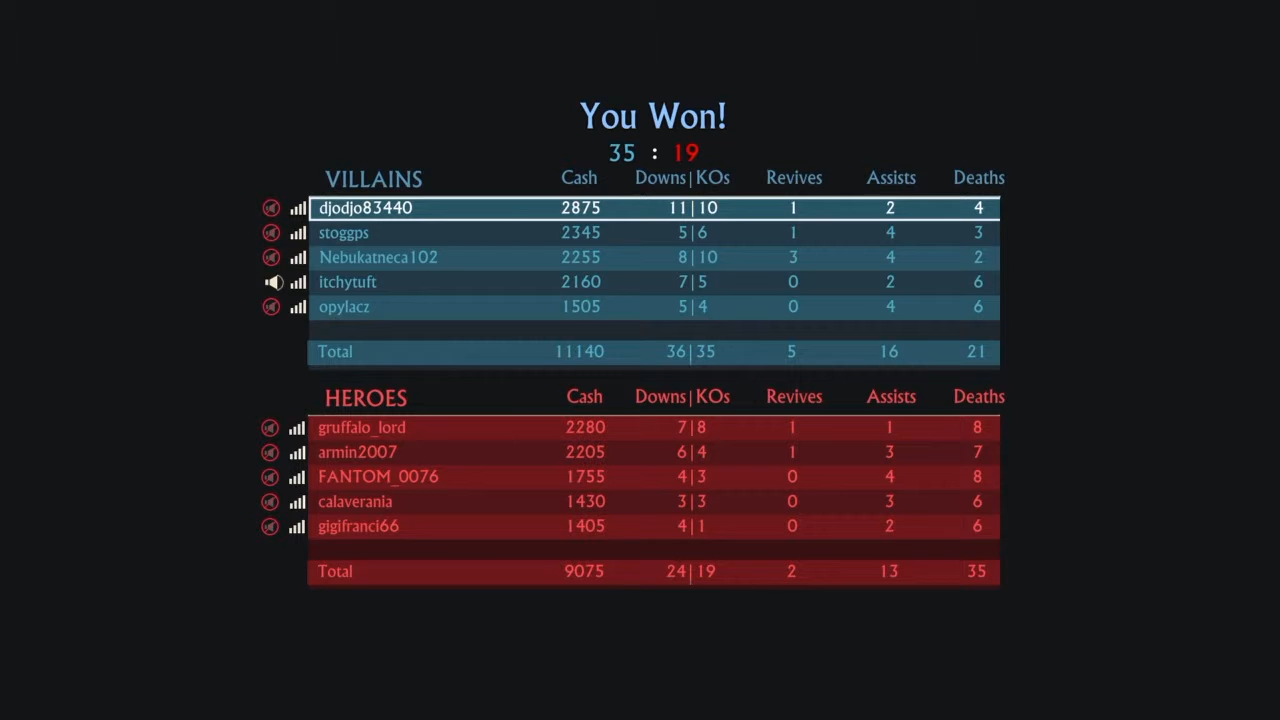 You Won!
35 : 19
VILLAINS Cash Downs|KOs Revives Assists Deaths
djodjo83440 2875 11|10 1 2 4
stoggps 2345 5|6 1 4 3
Nebukatneca102 2255 8|10 3 4 2
itchytuft 2160 7|5 0 2 6
opylacz 1505 5|4 0 4 6
Total 11140 36|35 5 16 21
HEROES Cash Downs|KOs Revives Assists Deaths
gruffalo_lord 2280 7|8 1 1 8
armin2007 2205 6|4 1 3 7
FANTOM_0076 1755 4|3 0 4 8
calaverania 1430 3|3 0 3 6
gigifranci66 1405 4|1 0 2 6
Total 9075 24|19 2 13 35